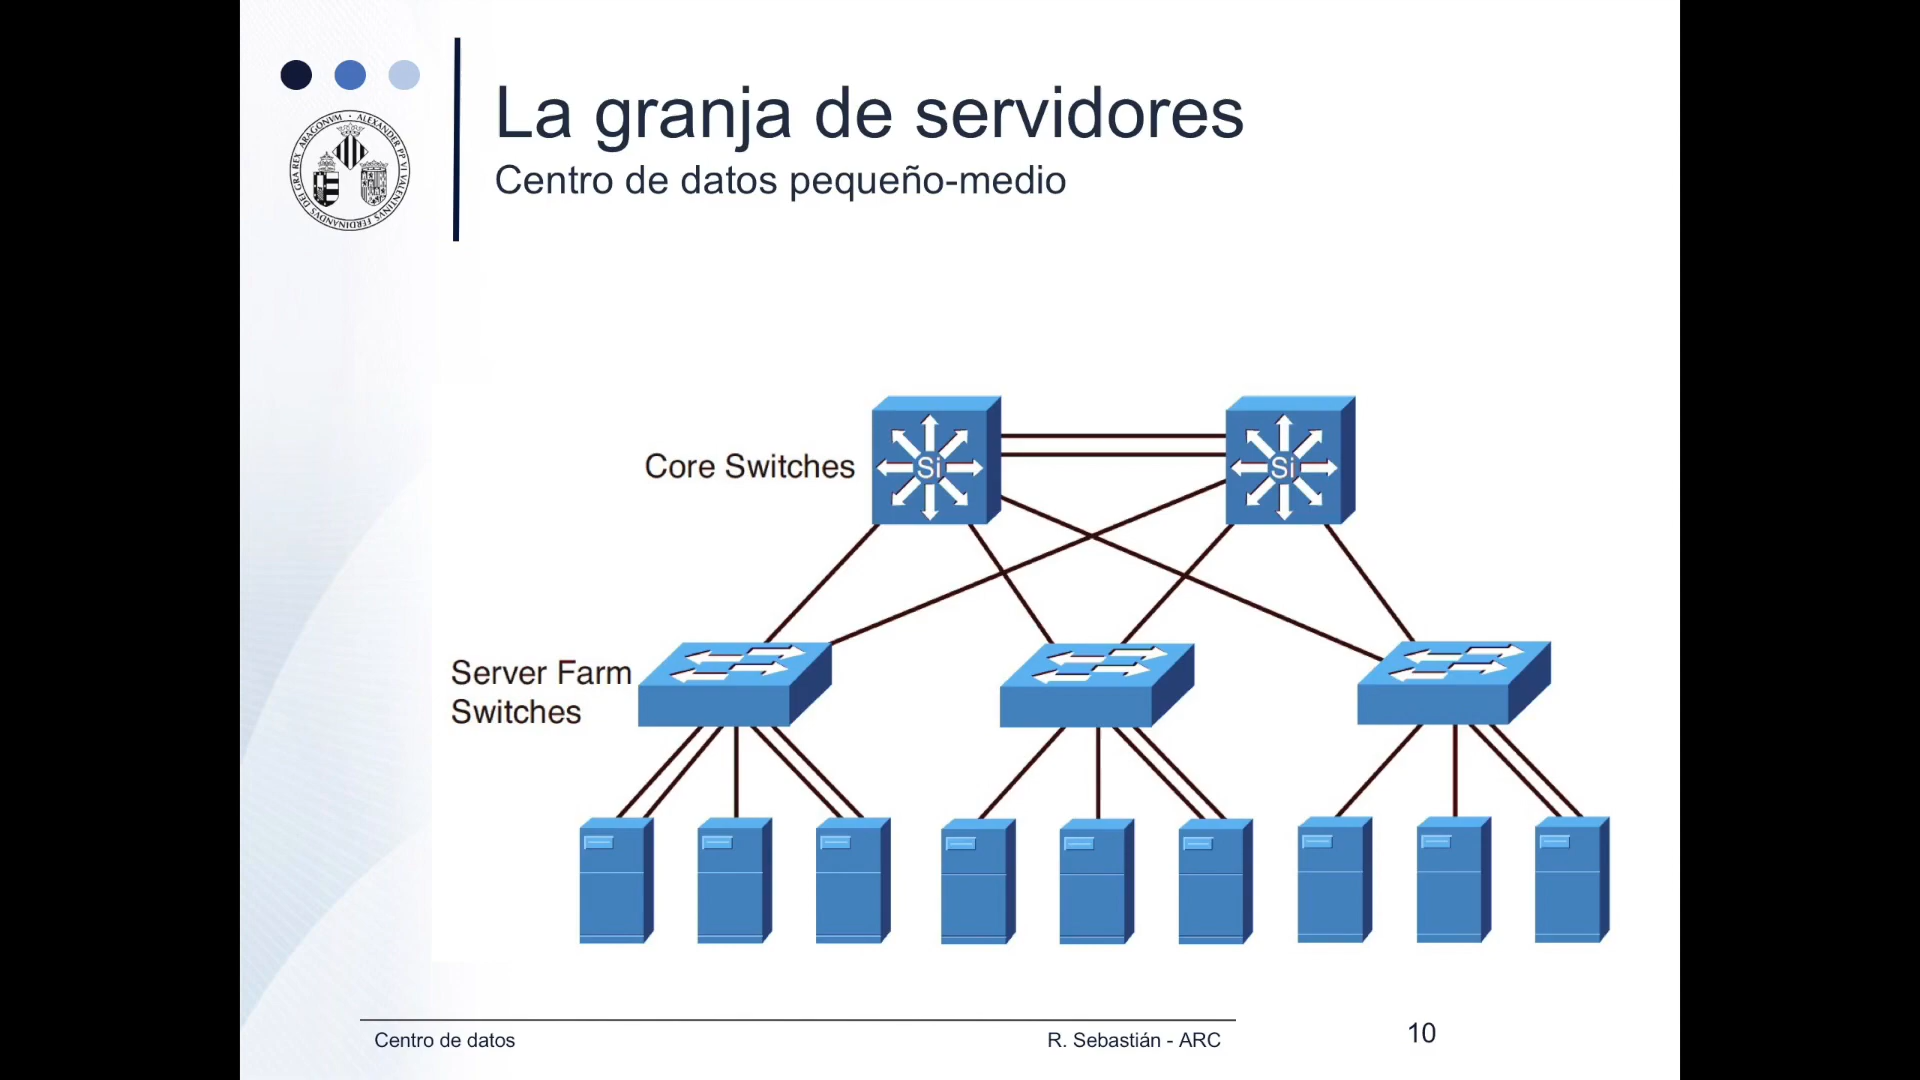 La granja de servidores
Centro de datos pequeño-medio
Core Switches
Si
Si
Server Farm
Switches
Centro de datos
R. Sebastián - ARC
10